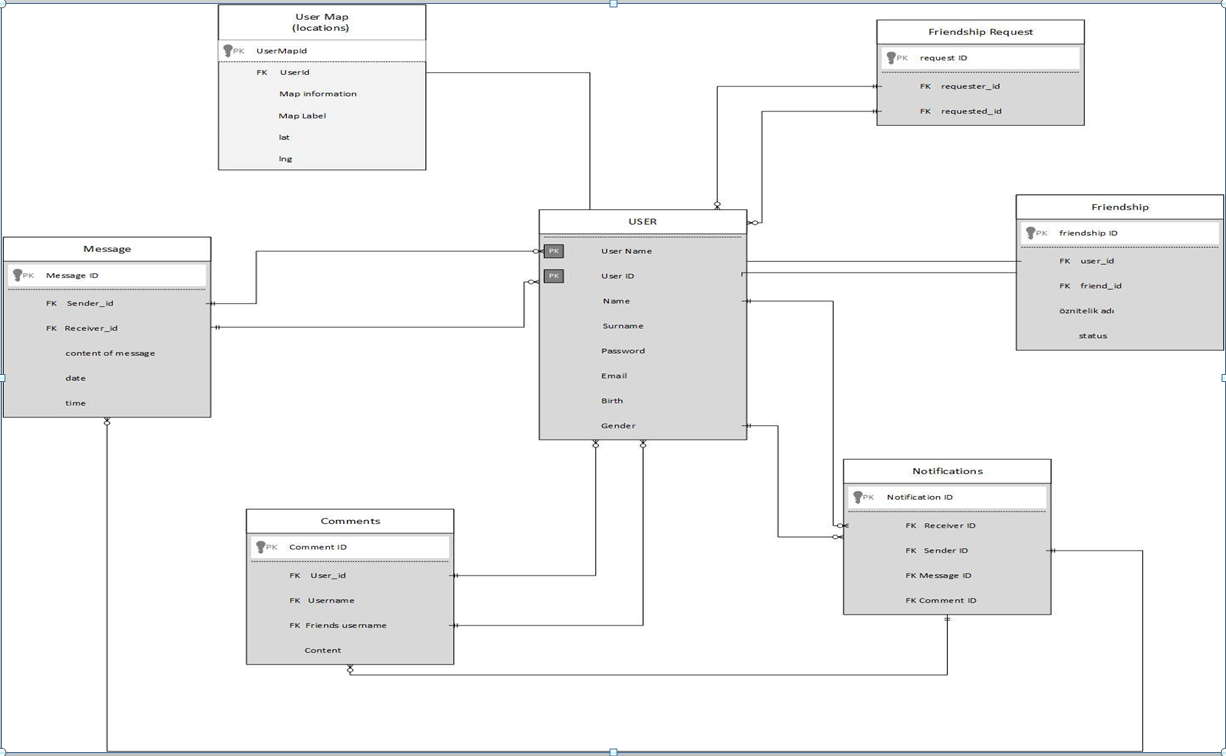 User Map
(locations)
PK UserMapId
FK UserId
Map information
Map Label
lat
lng
Friendship Request
PK request ID
FK requester_id
FK requested_id
Friendship
PK friendship ID
FK user_id
FK friend_id
öznitelik adı
status
USER
PK User Name
PK User ID
Name
Surname
Password
Email
Birth
Gender
Message
PK Message ID
FK Sender_id
FK Receiver_id
content of message
date
time
Comments
PK Comment ID
FK User_id
FK Username
FK Friends username
Content
Notifications
PK Notification ID
FK Receiver ID
FK Sender ID
FK Message ID
FK Comment ID